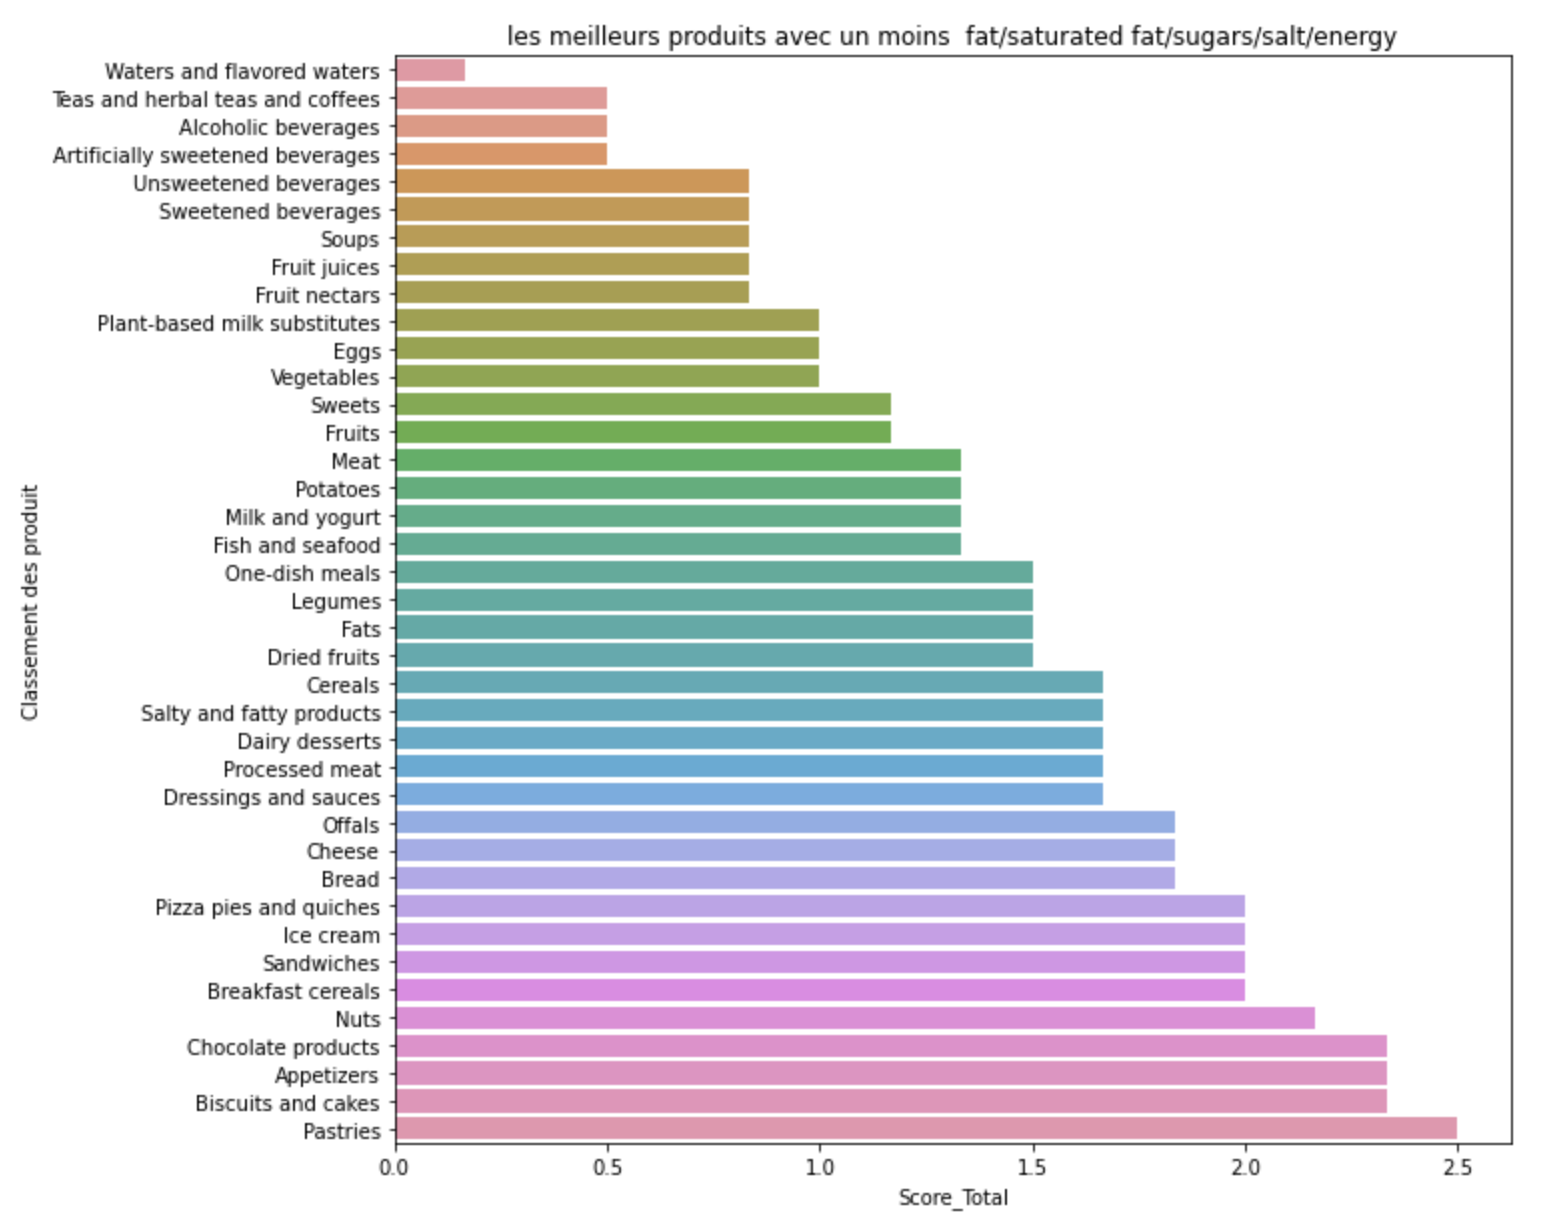 les meilleurs produits avec un moins  fat/saturated fat/sugars/salt/energy
Waters and flavored waters
Teas and herbal teas and coffees
Alcoholic beverages
Artificially sweetened beverages
Unsweetened beverages
Sweetened beverages
Soups
Fruit juices
Fruit nectars
Plant-based milk substitutes
Eggs
Vegetables
Sweets
Fruits
Meat
Potatoes
Milk and yogurt
Fish and seafood
One-dish meals
Legumes
Fats
Dried fruits
Cereals
Salty and fatty products
Dairy desserts
Processed meat
Dressings and sauces
Offals
Cheese
Bread
Pizza pies and quiches
Ice cream
Sandwiches
Breakfast cereals
Nuts
Chocolate products
Appetizers
Biscuits and cakes
Pastries
Classement des produit
0.0 0.5 1.0 1.5 2.0 2.5
Score_Total